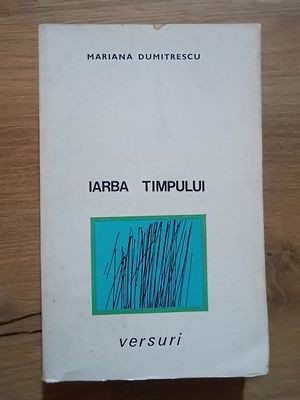 MARIANA DUMITRESCU
IARBA TIMPULUI
versuri